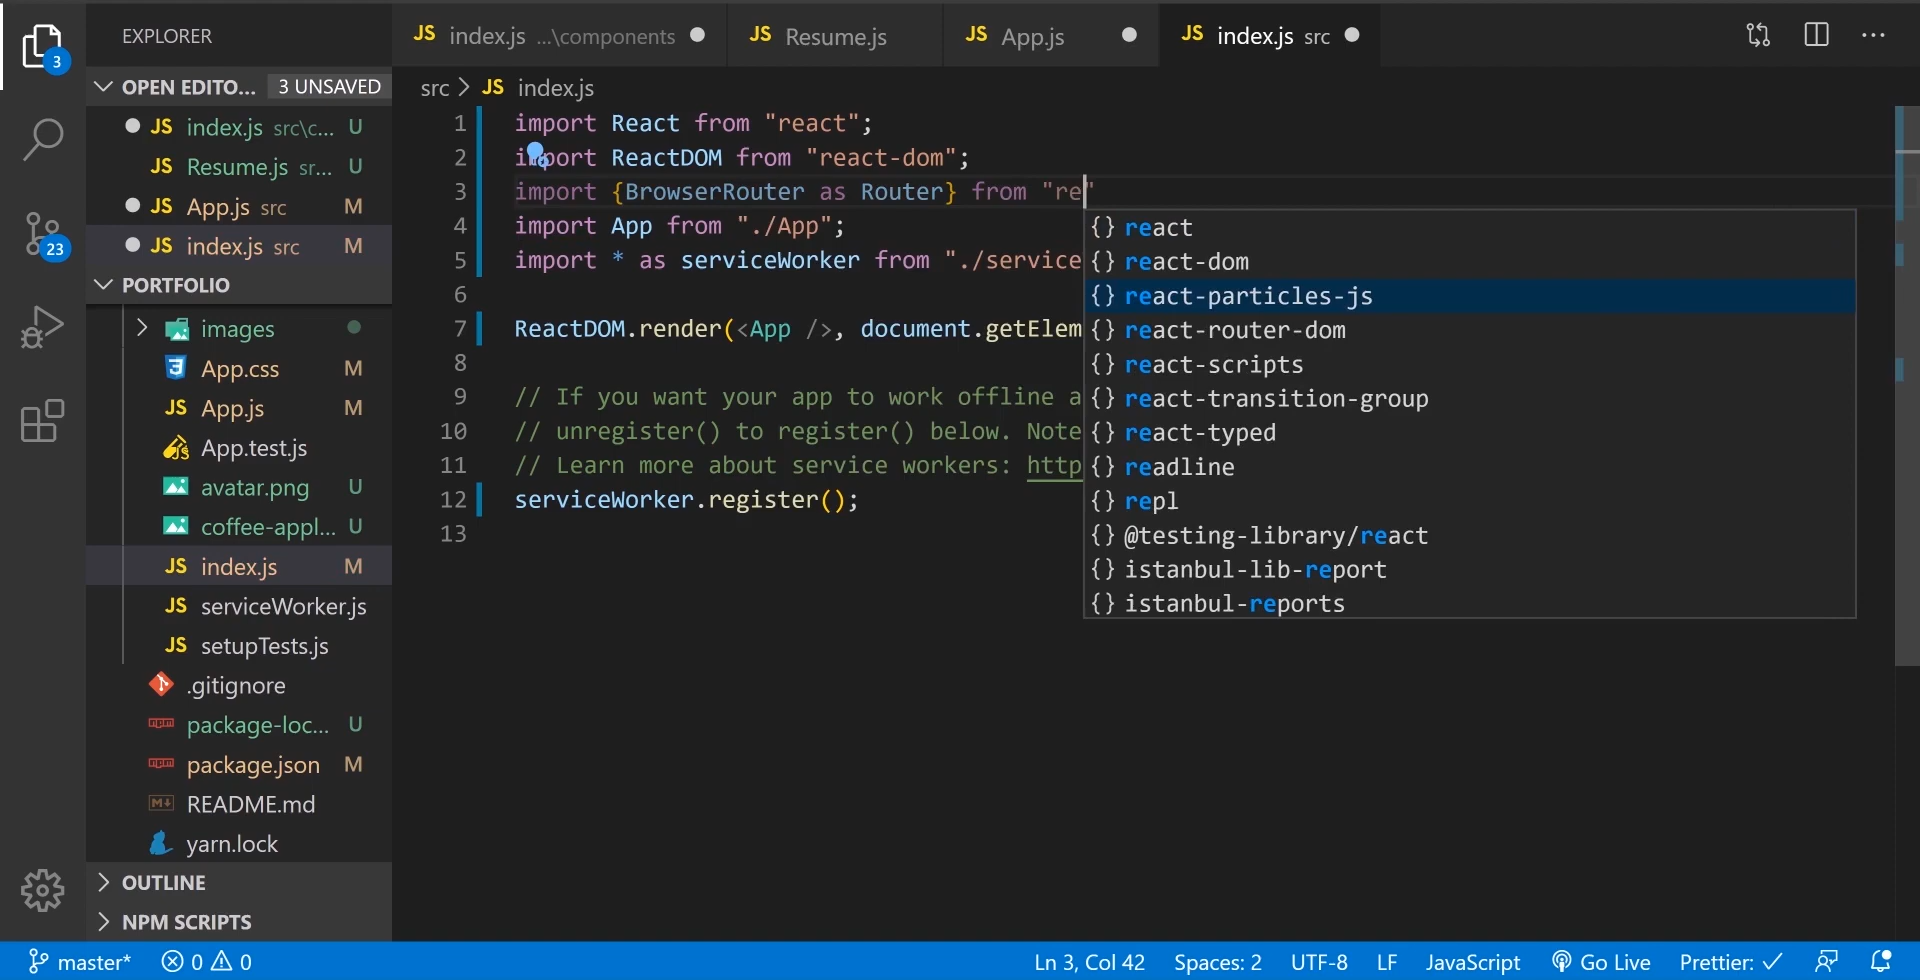 EXPLORER
JS index.js ...\components
JS Resume.js
JS App.js
JS index.js src
3
OPEN EDITO... 3 UNSAVED
JS index.js src\c... U
JS Resume.js sr... U
JS App.js src M
JS index.js src M
23
PORTFOLIO
images
App.css M
JS App.js M
App.test.js
avatar.png U
coffee-appl... U
JS index.js M
JS serviceWorker.js
JS setupTests.js
.gitignore
package-loc... U
package.json M
README.md
yarn.lock
OUTLINE
NPM SCRIPTS
src > JS index.js
1 import React from "react";
2 import ReactDOM from "react-dom";
3 import {BrowserRouter as Router} from "re"
4 import App from "./App";
5 import * as serviceWorker from "./service
6
7 ReactDOM.render(<App />, document.getElem
8
9 // If you want your app to work offline a
10 // unregister() to register() below. Note
11 // Learn more about service workers: http
12 serviceWorker.register();
13
{} react
{} react-dom
{} react-particles-js
{} react-router-dom
{} react-scripts
{} react-transition-group
{} react-typed
{} readline
{} repl
{} @testing-library/react
{} istanbul-lib-report
{} istanbul-reports
master* 0 0 Ln 3, Col 42 Spaces: 2 UTF-8 LF JavaScript Go Live Prettier: ✓